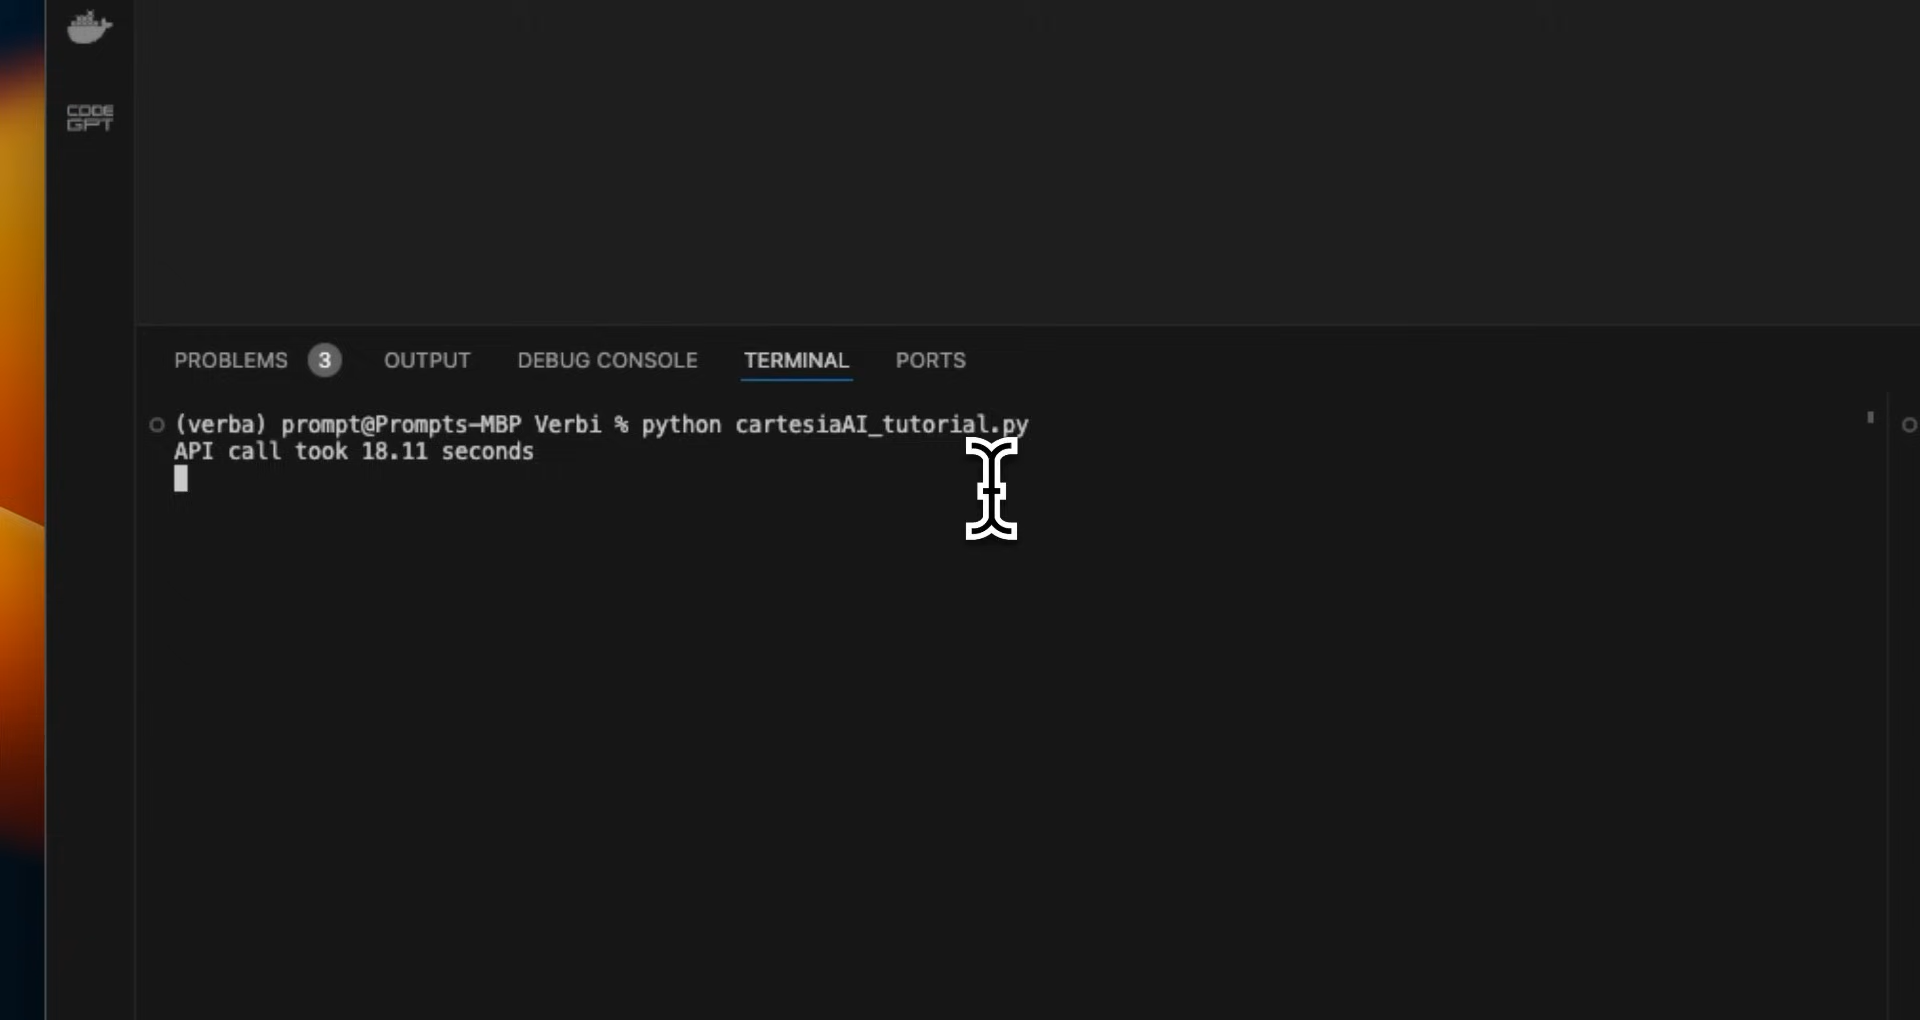 CODE
GPT
PROBLEMS 3 OUTPUT DEBUG CONSOLE TERMINAL PORTS
(verba) prompt@Prompts-MBP Verbi % python cartesiaAI_tutorial.py
API call took 18.11 seconds